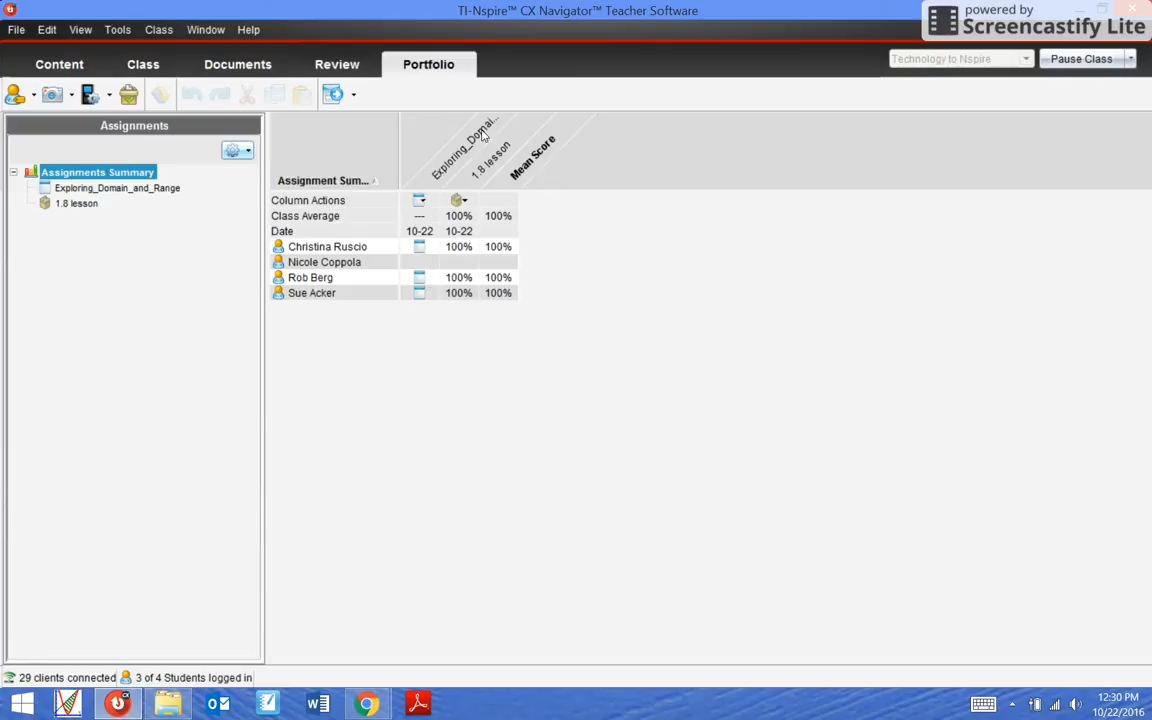 TI-Nspire™ CX Navigator™ Teacher Software
powered by
Screencastify Lite
File Edit View Tools Class Window Help
Content Class Documents Review Portfolio
Technology to Nspire
Pause Class
Assignments
Assignments Summary
Exploring_Domain_and_Range
1.8 lesson
Exploring_Domai...
1.8 lesson
Mean Score
Assignment Sum...
Column Actions
Class Average --- 100% 100%
Date 10-22 10-22
Christina Ruscio 100% 100%
Nicole Coppola
Rob Berg 100% 100%
Sue Acker 100% 100%
29 clients connected 3 of 4 Students logged in
12:30 PM
10/22/2016